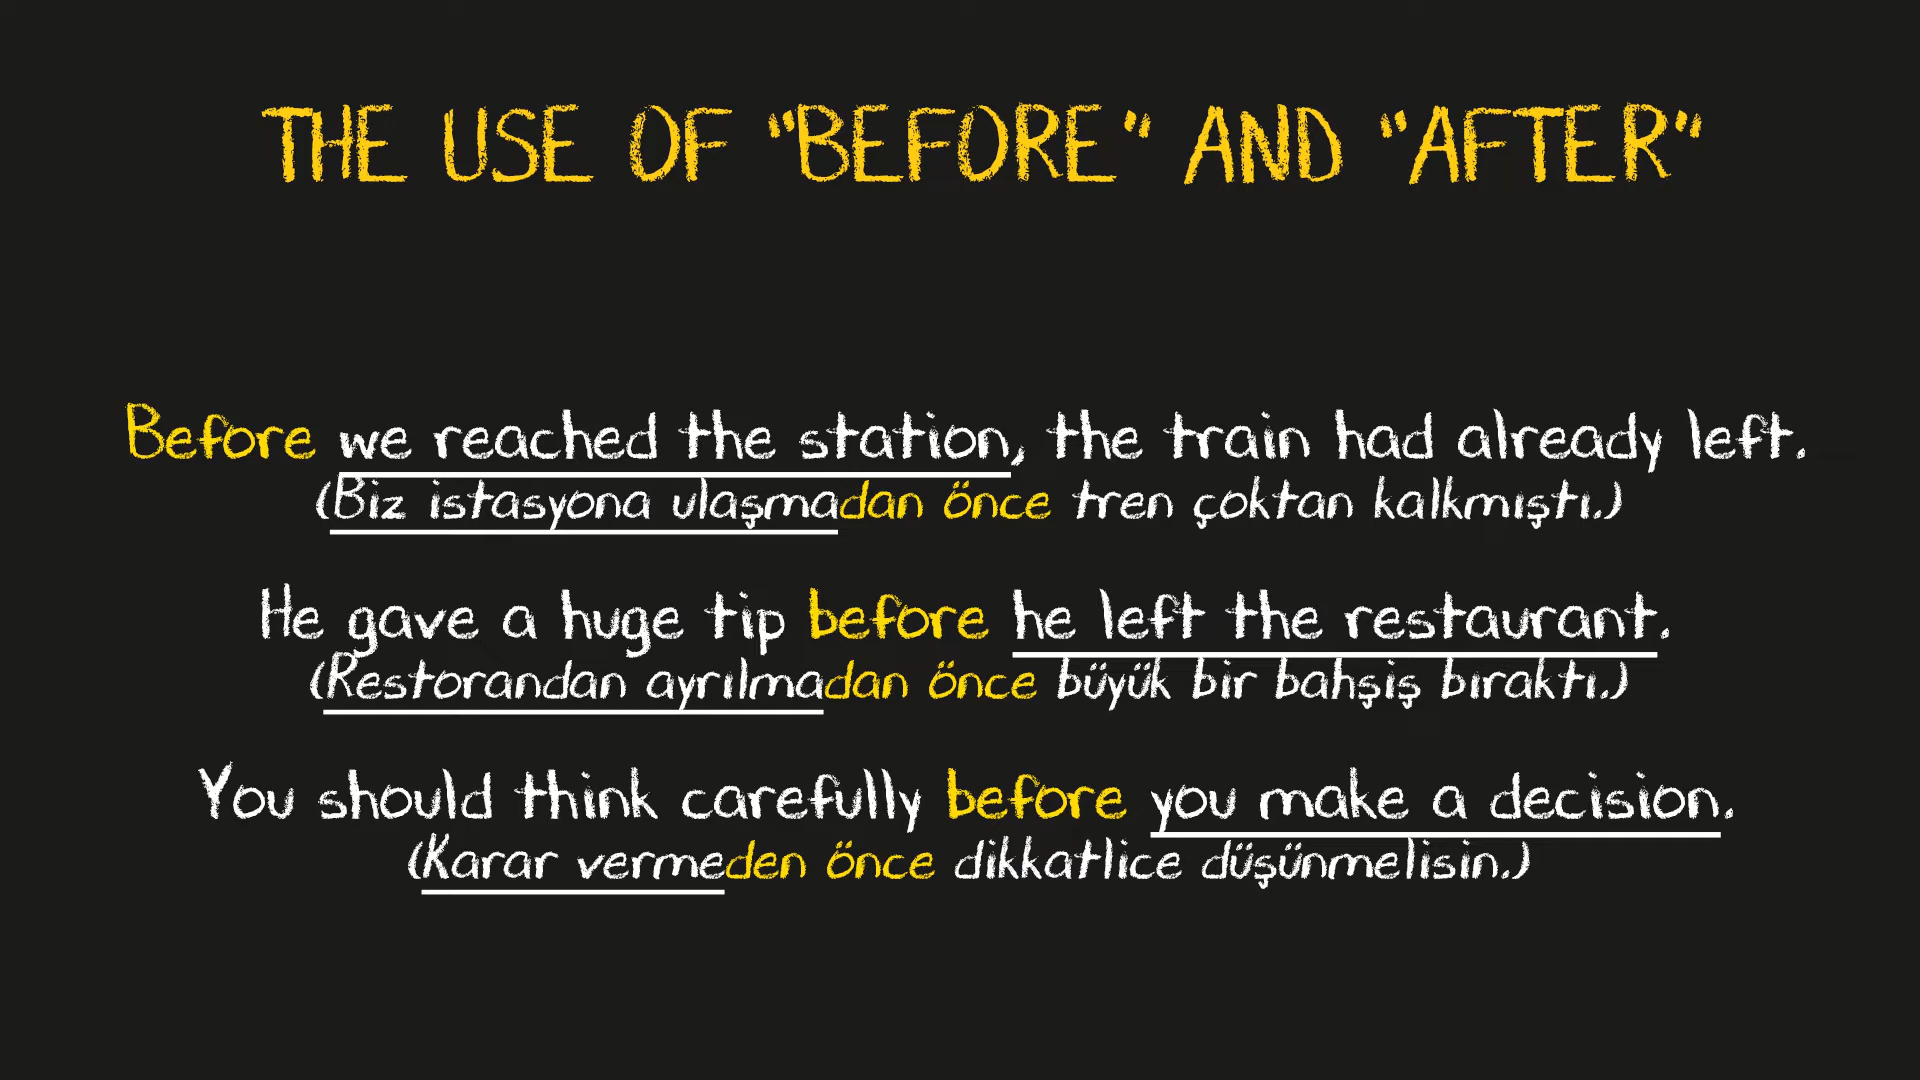 THE USE OF "BEFORE" AND "AFTER"
Before we reached the station, the train had already left.
(Biz istasyona ulaşmadan önce tren çoktan kalkmıştı.)
He gave a huge tip before he left the restaurant.
(Restorandan ayrılmadan önce büyük bir bahşiş bıraktı.)
You should think carefully before you make a decision.
(Karar vermeden önce dikkatlice düşünmelisin.)